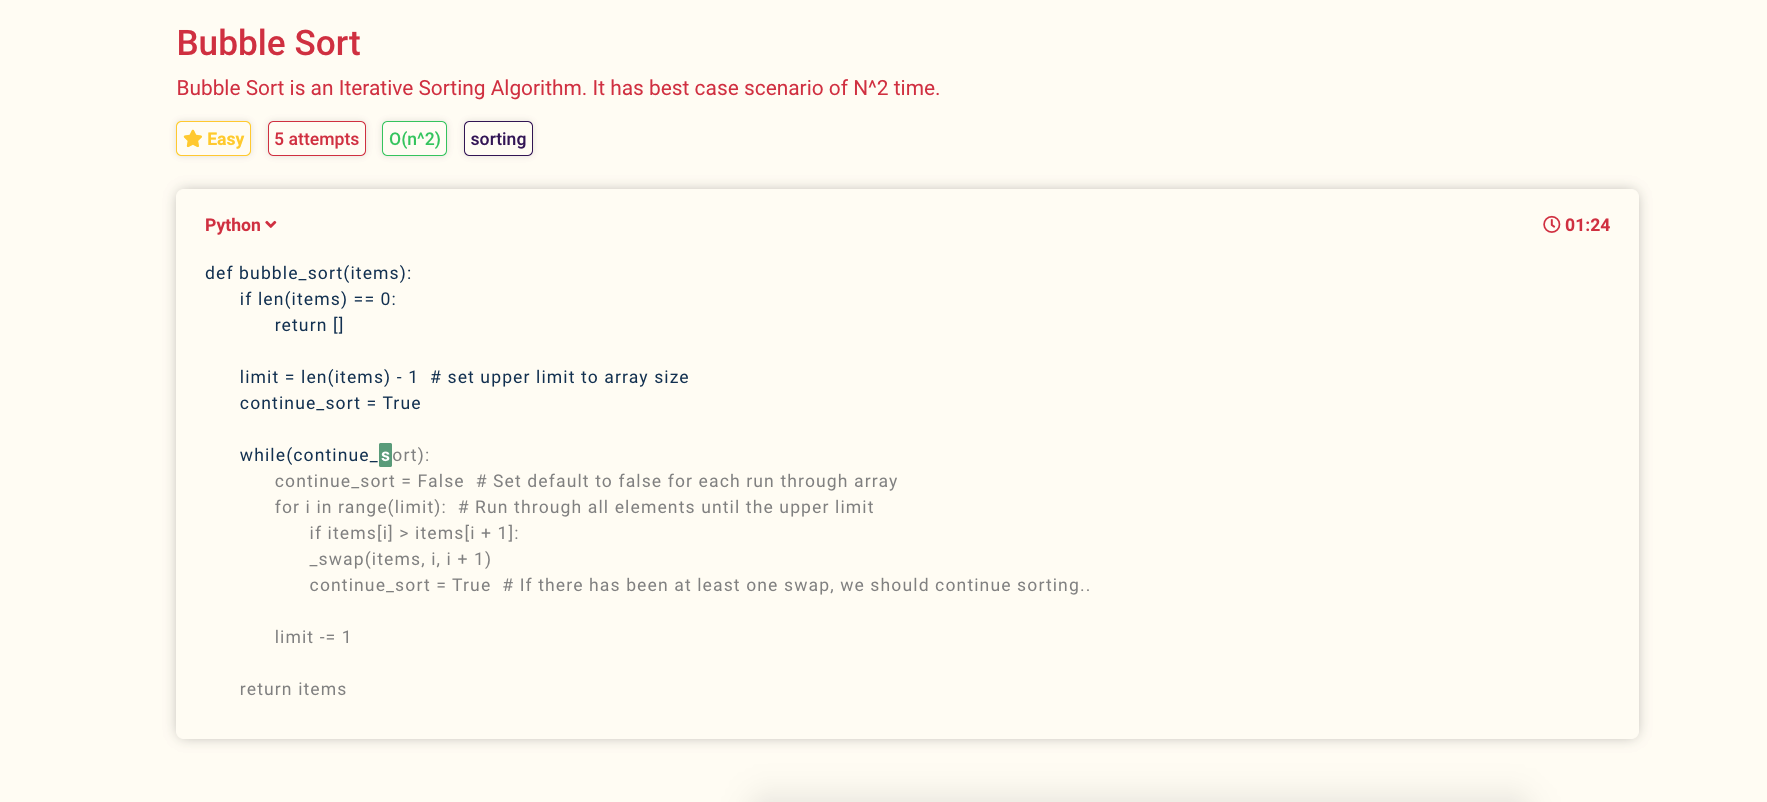 Bubble Sort
Bubble Sort is an Iterative Sorting Algorithm. It has best case scenario of N^2 time.
Easy
5 attempts
O(n^2)
sorting
Python
01:24
def bubble_sort(items):
if len(items) == 0:
return []
limit = len(items) - 1  # set upper limit to array size
continue_sort = True
while(continue_sort):
continue_sort = False  # Set default to false for each run through array
for i in range(limit):  # Run through all elements until the upper limit
if items[i] > items[i + 1]:
_swap(items, i, i + 1)
continue_sort = True  # If there has been at least one swap, we should continue sorting..
limit -= 1
return items